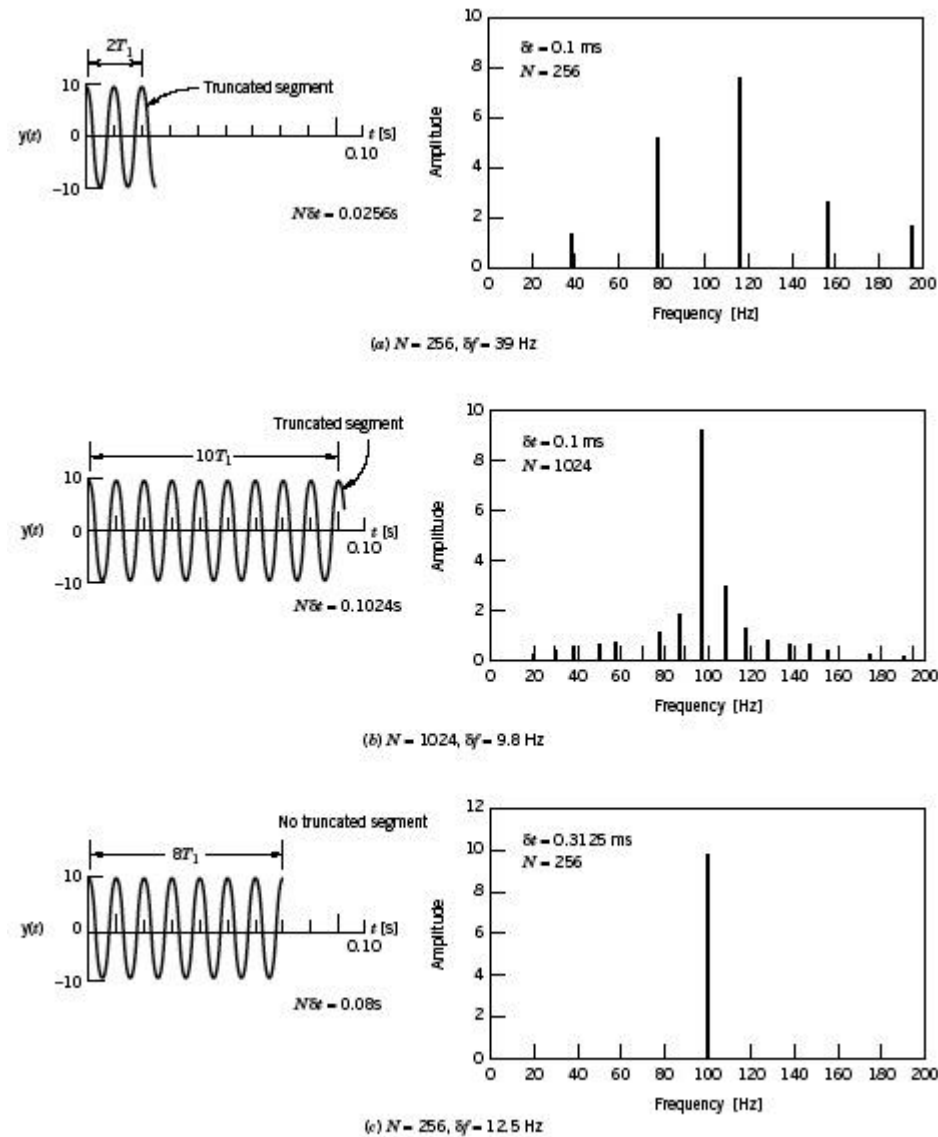 2T₁
Truncated segment
10
y(t)
0
−10
t [s]
0.10
Nδt = 0.0256s
10
8
6
4
2
0
Amplitude
δt = 0.1 ms
N = 256
0 20 40 60 80 100 120 140 160 180 200
Frequency [Hz]
(a) N = 256, δf = 39 Hz
Truncated segment
10T₁
10
y(t)
0
−10
t [s]
0.10
Nδt = 0.1024s
10
8
6
4
2
0
Amplitude
δt = 0.1 ms
N = 1024
0 20 40 60 80 100 120 140 160 180 200
Frequency [Hz]
(b) N = 1024, δf = 9.8 Hz
No truncated segment
8T₁
10
y(t)
0
−10
t [s]
0.10
Nδt = 0.08s
12
10
8
6
4
2
0
Amplitude
δt = 0.3125 ms
N = 256
0 20 40 60 80 100 120 140 160 180 200
Frequency [Hz]
(c) N = 256, δf = 12.5 Hz